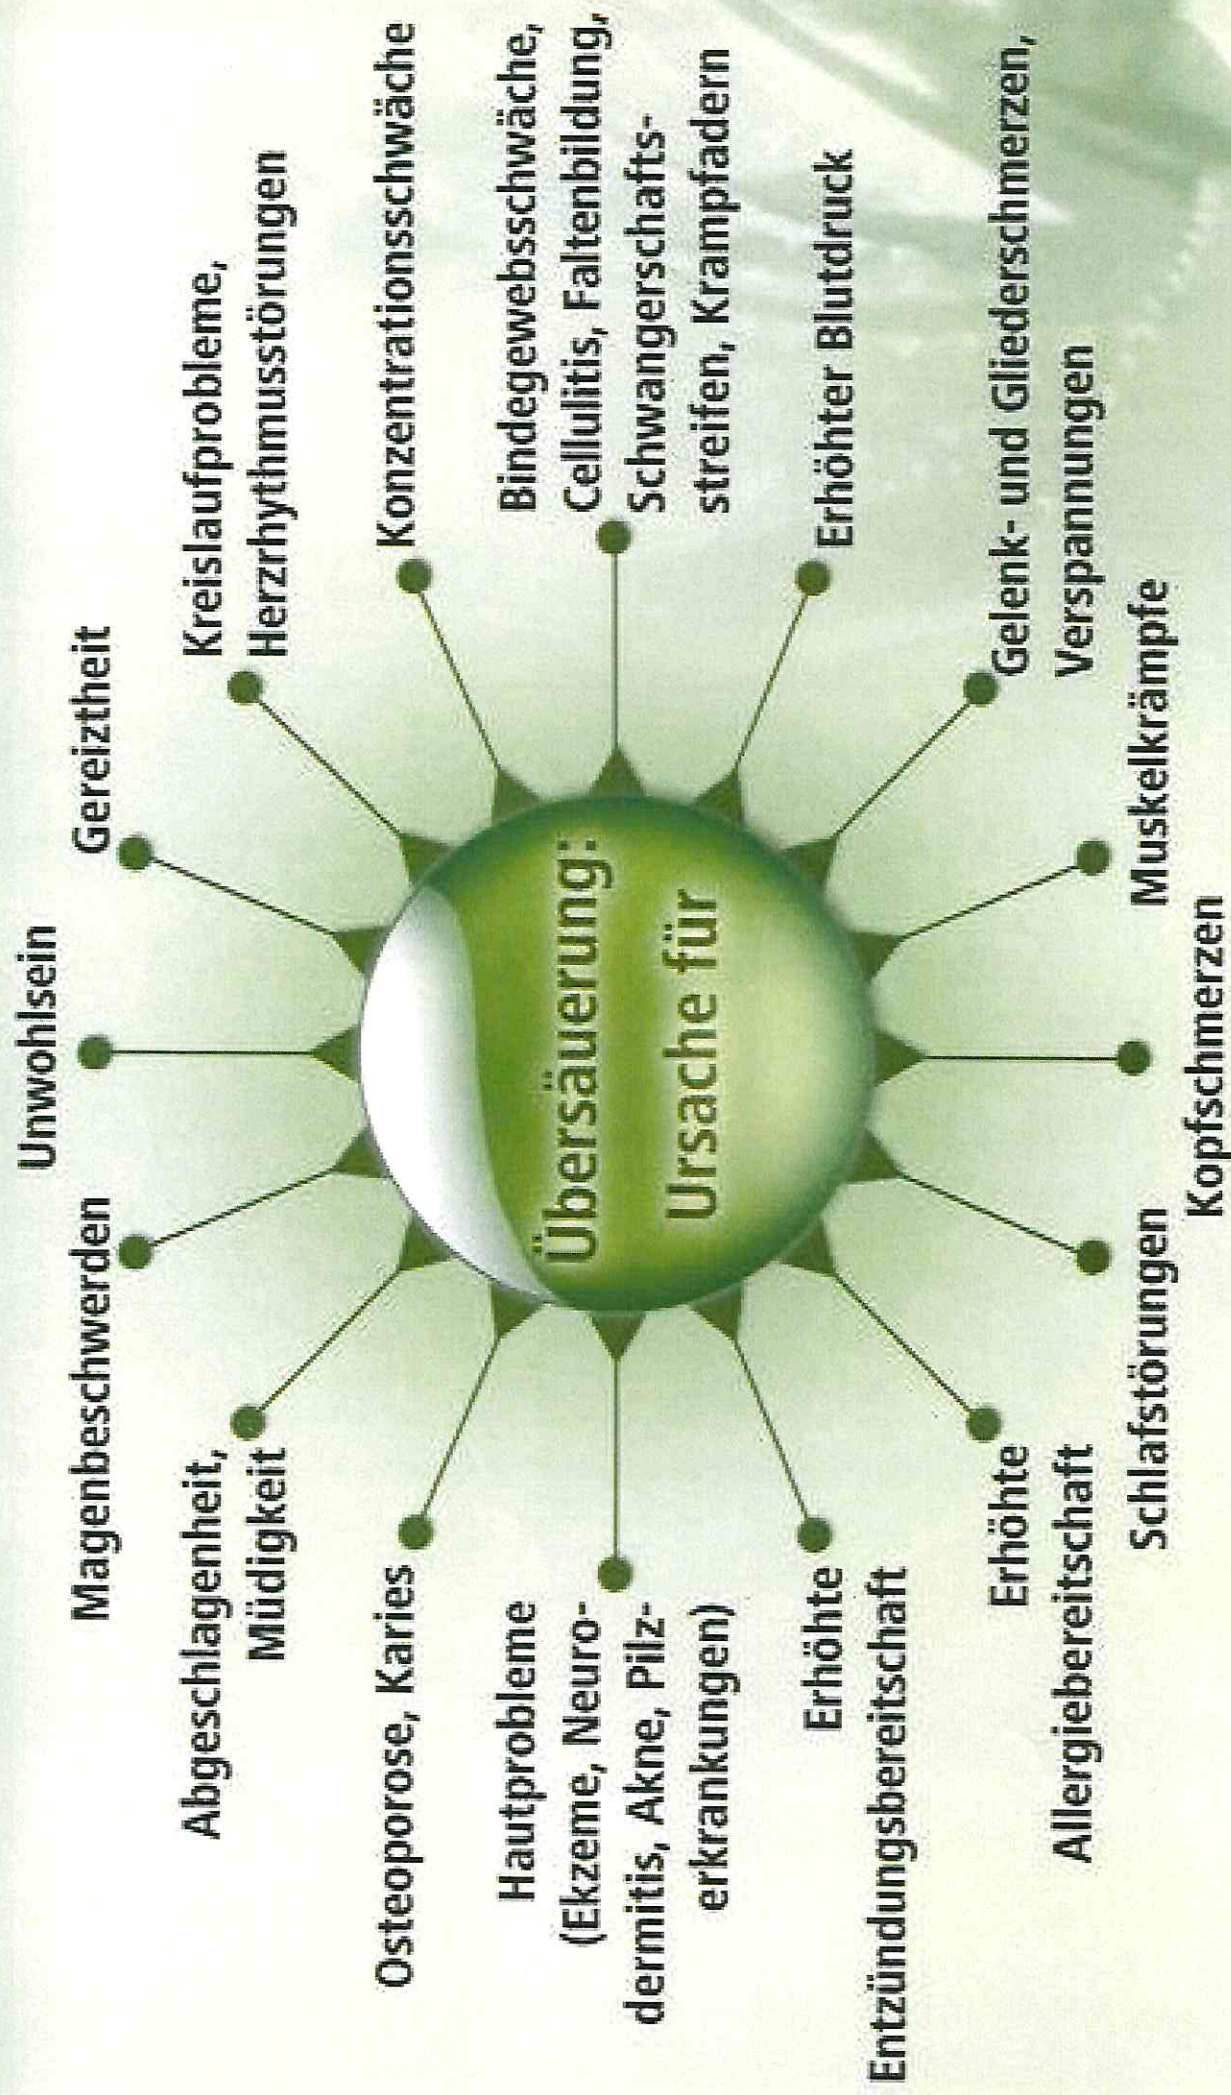 Übersäuerung:
Ursache für
Unwohlsein
Gereiztheit
Kreislaufprobleme,
Herzrhythmusstörungen
Konzentrationsschwäche
Bindegewebsschwäche,
Cellulitis, Faltenbildung,
Schwangerschafts-
streifen, Krampfadern
Erhöhter Blutdruck
Gelenk- und Gliederschmerzen,
Verspannungen
Muskelkrämpfe
Kopfschmerzen
Schlafstörungen
Erhöhte
Allergiebereitschaft
Erhöhte
Entzündungsbereitschaft
Hautprobleme
(Ekzeme, Neuro-
dermitis, Akne, Pilz-
erkrankungen)
Osteoporose, Karies
Abgeschlagenheit,
Müdigkeit
Magenbeschwerden